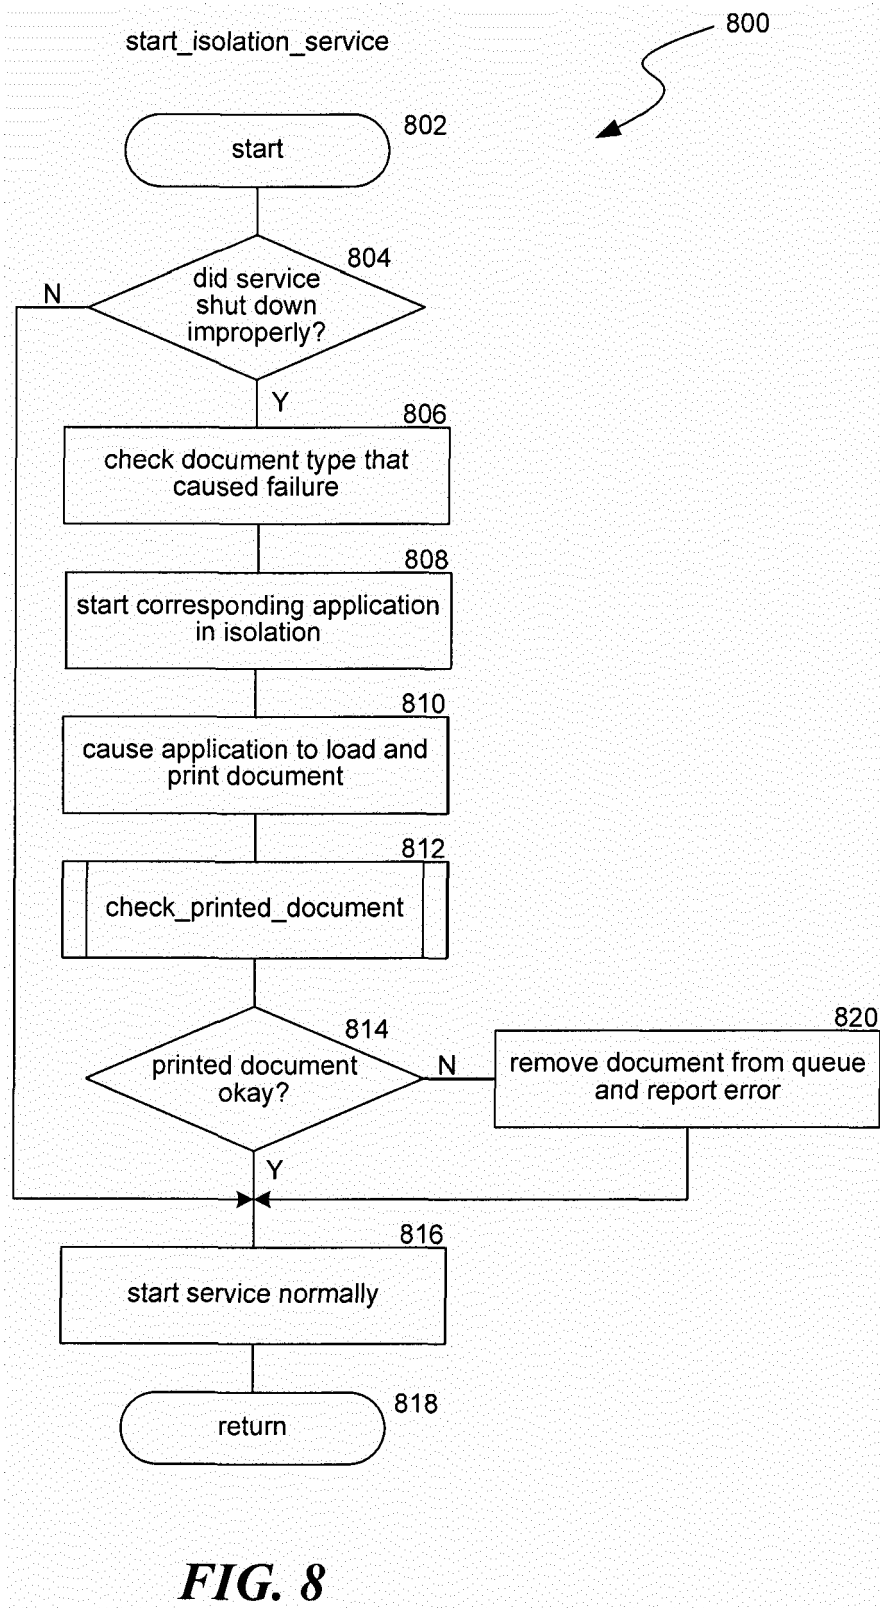 800
start_isolation_service
802
start
804
did service
shut down
improperly?
N
Y
806
check document type that
caused failure
808
start corresponding application
in isolation
810
cause application to load and
print document
812
check_printed_document
814
printed document
okay?
N
820
remove document from queue
and report error
Y
816
start service normally
818
return
FIG. 8